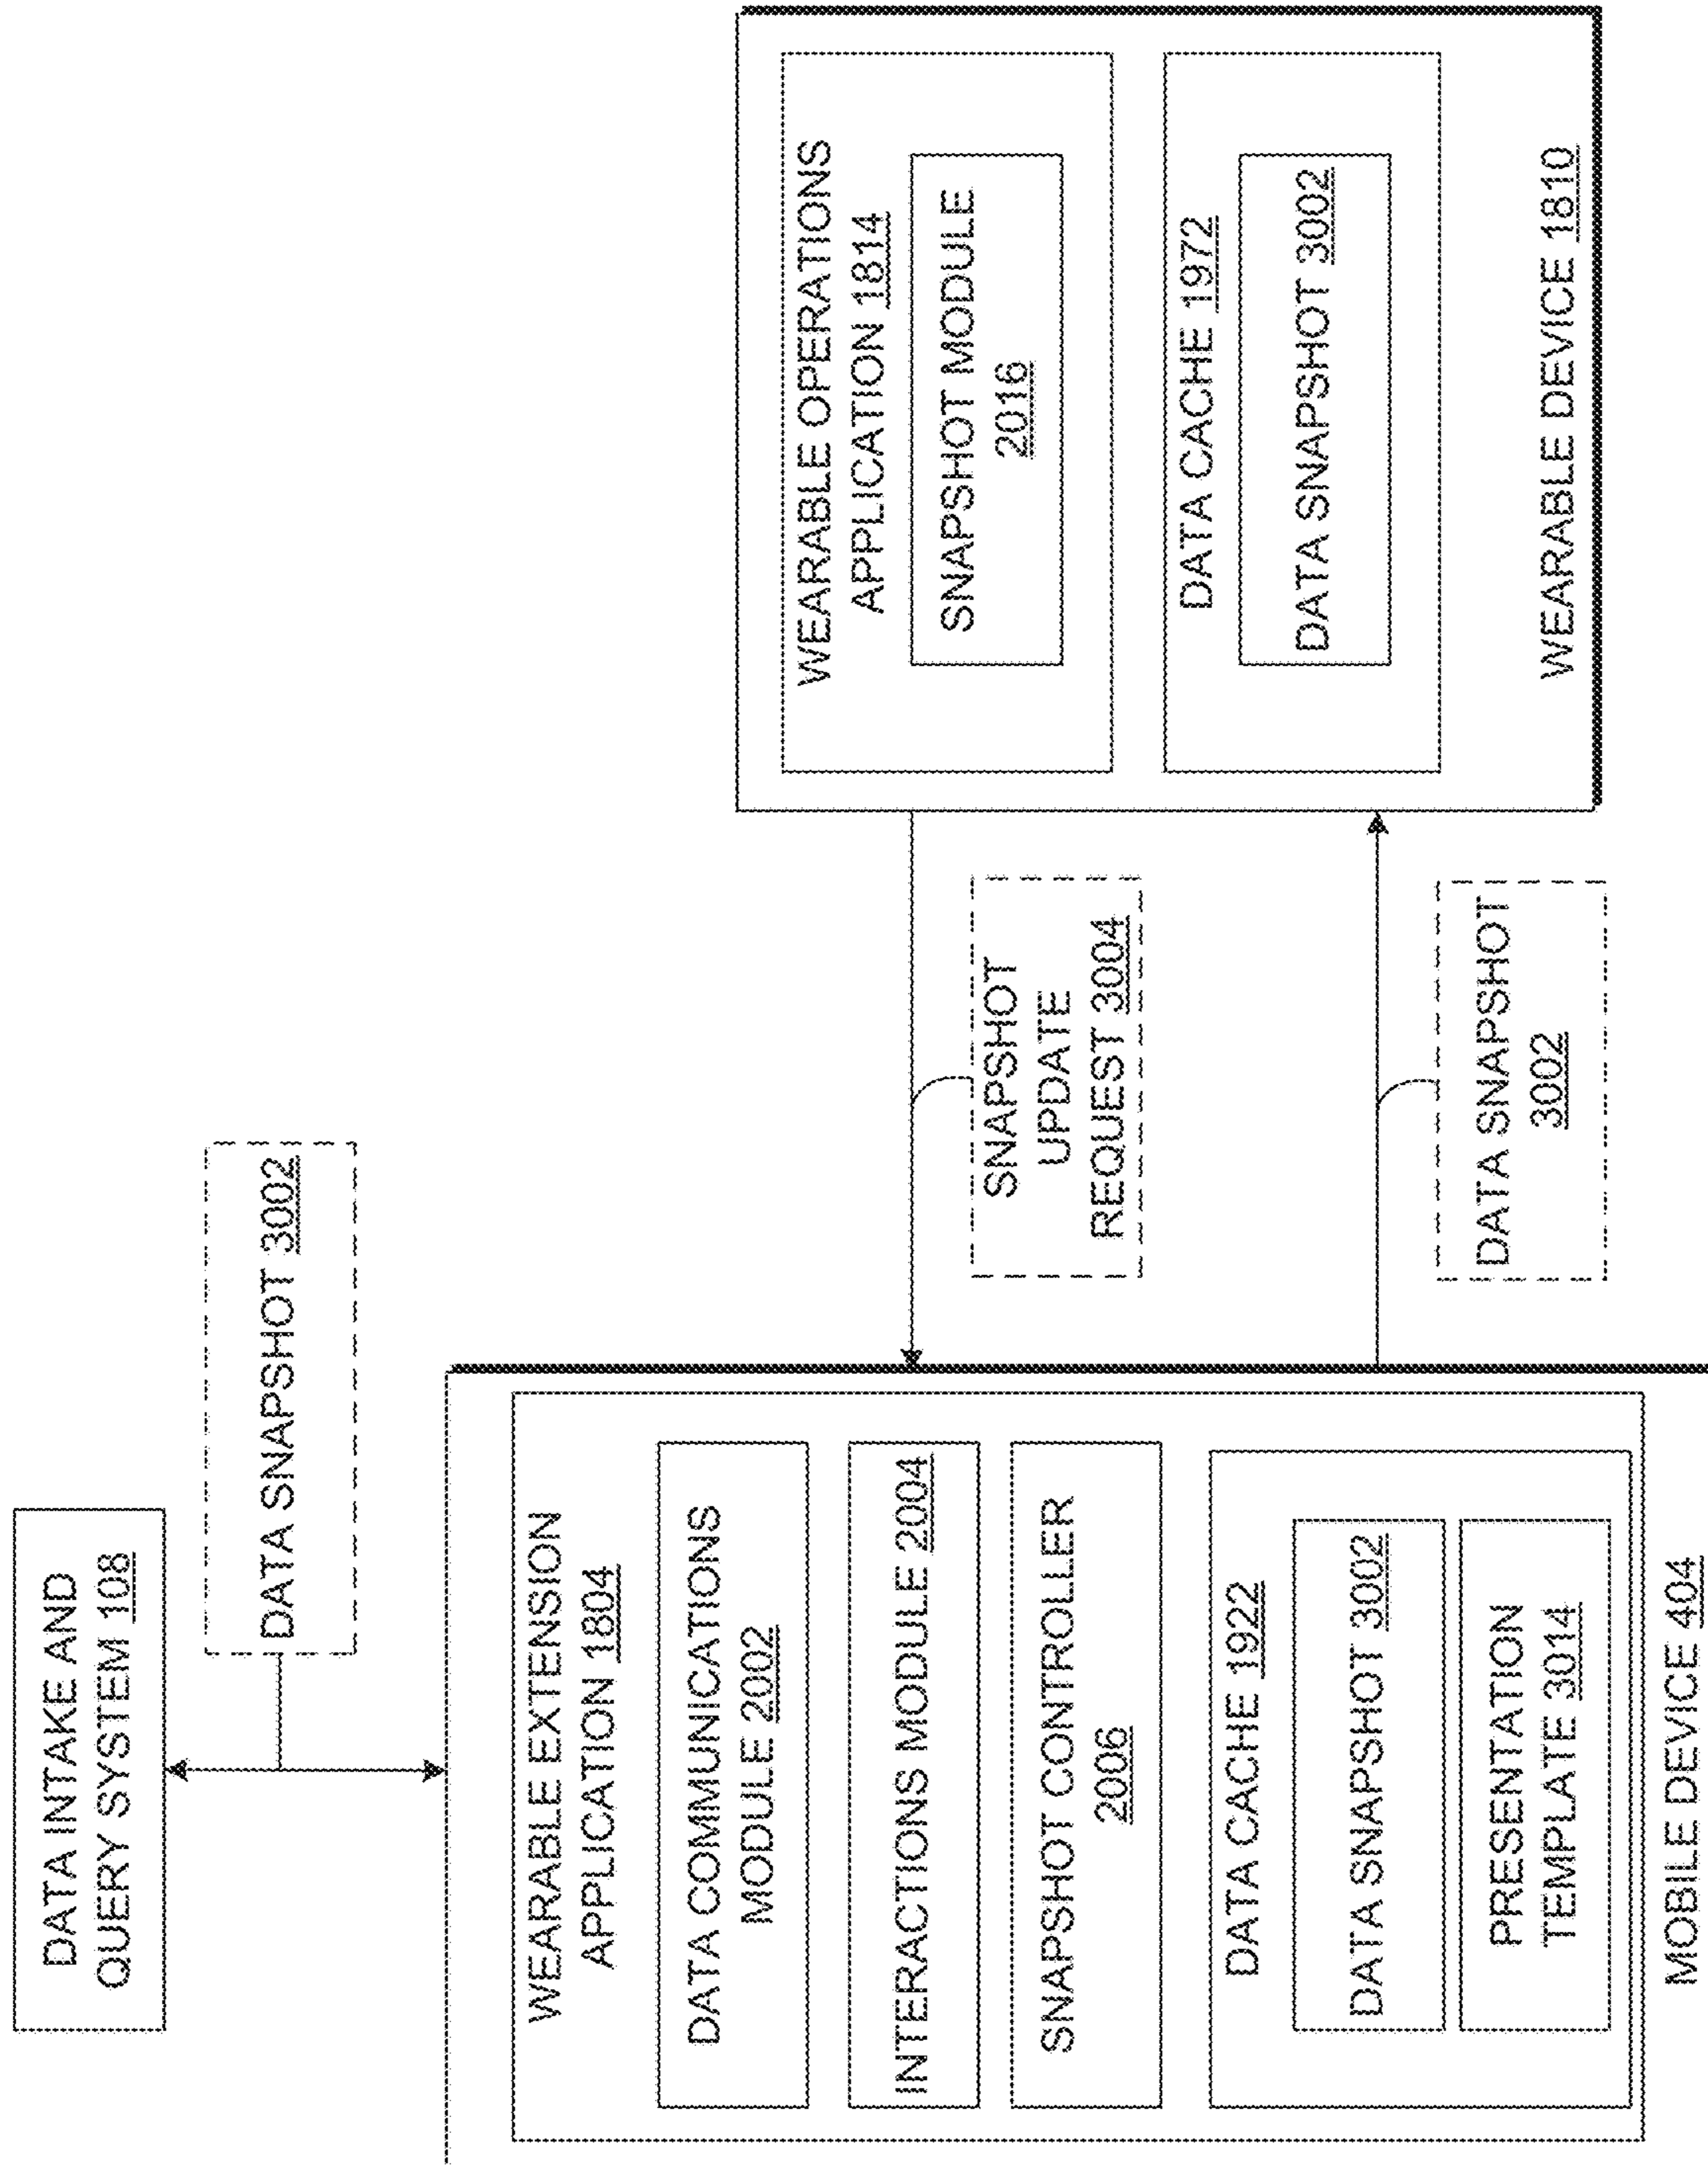 DATA INTAKE AND
QUERY SYSTEM 108
DATA SNAPSHOT 3002
WEARABLE EXTENSION
APPLICATION 1804
DATA COMMUNICATIONS
MODULE 2002
INTERACTIONS MODULE 2004
SNAPSHOT CONTROLLER
2006
DATA CACHE 1922
DATA SNAPSHOT 3002
PRESENTATION
TEMPLATE 3014
MOBILE DEVICE 404
SNAPSHOT
UPDATE
REQUEST 3004
DATA SNAPSHOT
3002
WEARABLE OPERATIONS
APPLICATION 1814
SNAPSHOT MODULE
2016
DATA CACHE 1972
DATA SNAPSHOT 3002
WEARABLE DEVICE 1810